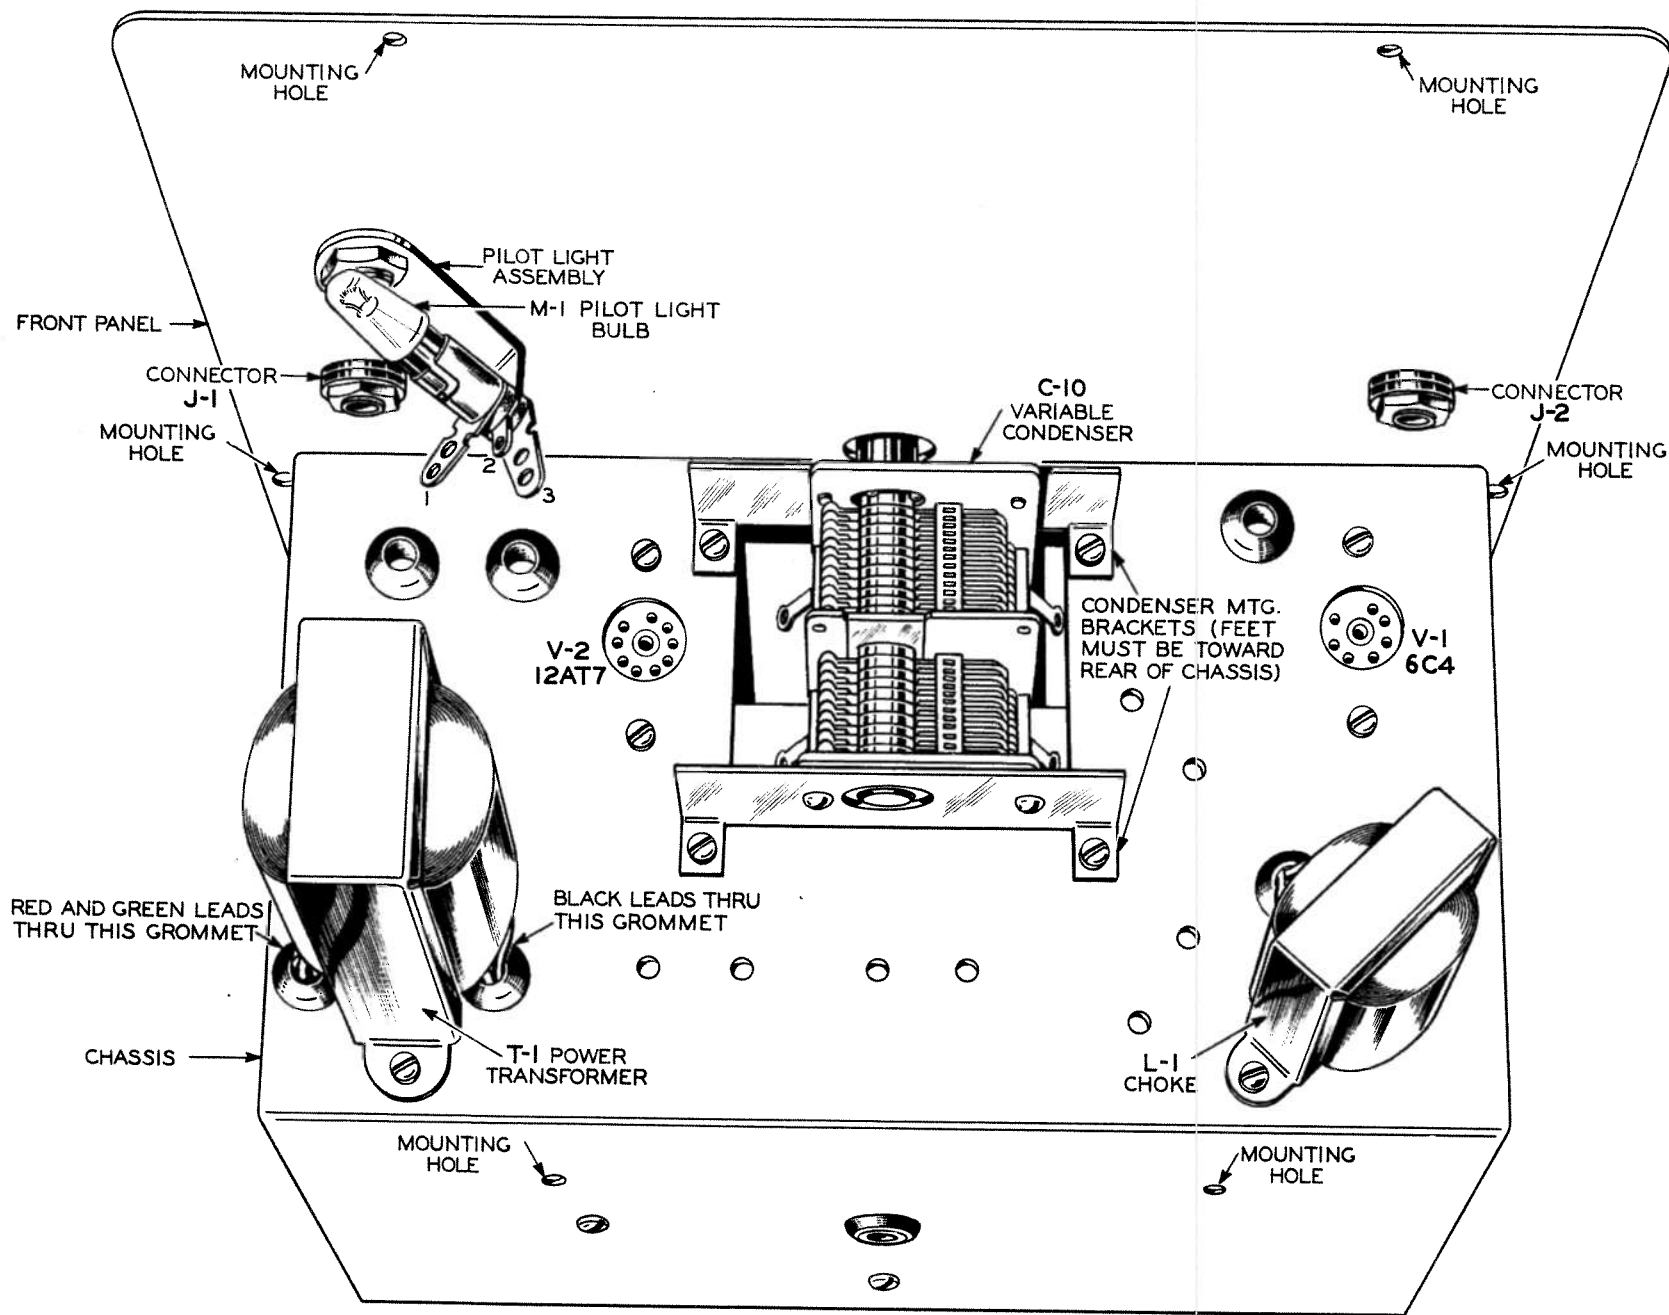 MOUNTING
HOLE
MOUNTING
HOLE
PILOT LIGHT
ASSEMBLY
M-1 PILOT LIGHT
BULB
FRONT PANEL
CONNECTOR
J-1
MOUNTING
HOLE
1
2
3
C-10
VARIABLE
CONDENSER
CONNECTOR
J-2
MOUNTING
HOLE
V-2
12AT7
CONDENSER MTG.
BRACKETS (FEET
MUST BE TOWARD
REAR OF CHASSIS)
V-1
6C4
RED AND GREEN LEADS
THRU THIS GROMMET
BLACK LEADS THRU
THIS GROMMET
CHASSIS
T-1 POWER
TRANSFORMER
L-1
CHOKE
MOUNTING
HOLE
MOUNTING
HOLE